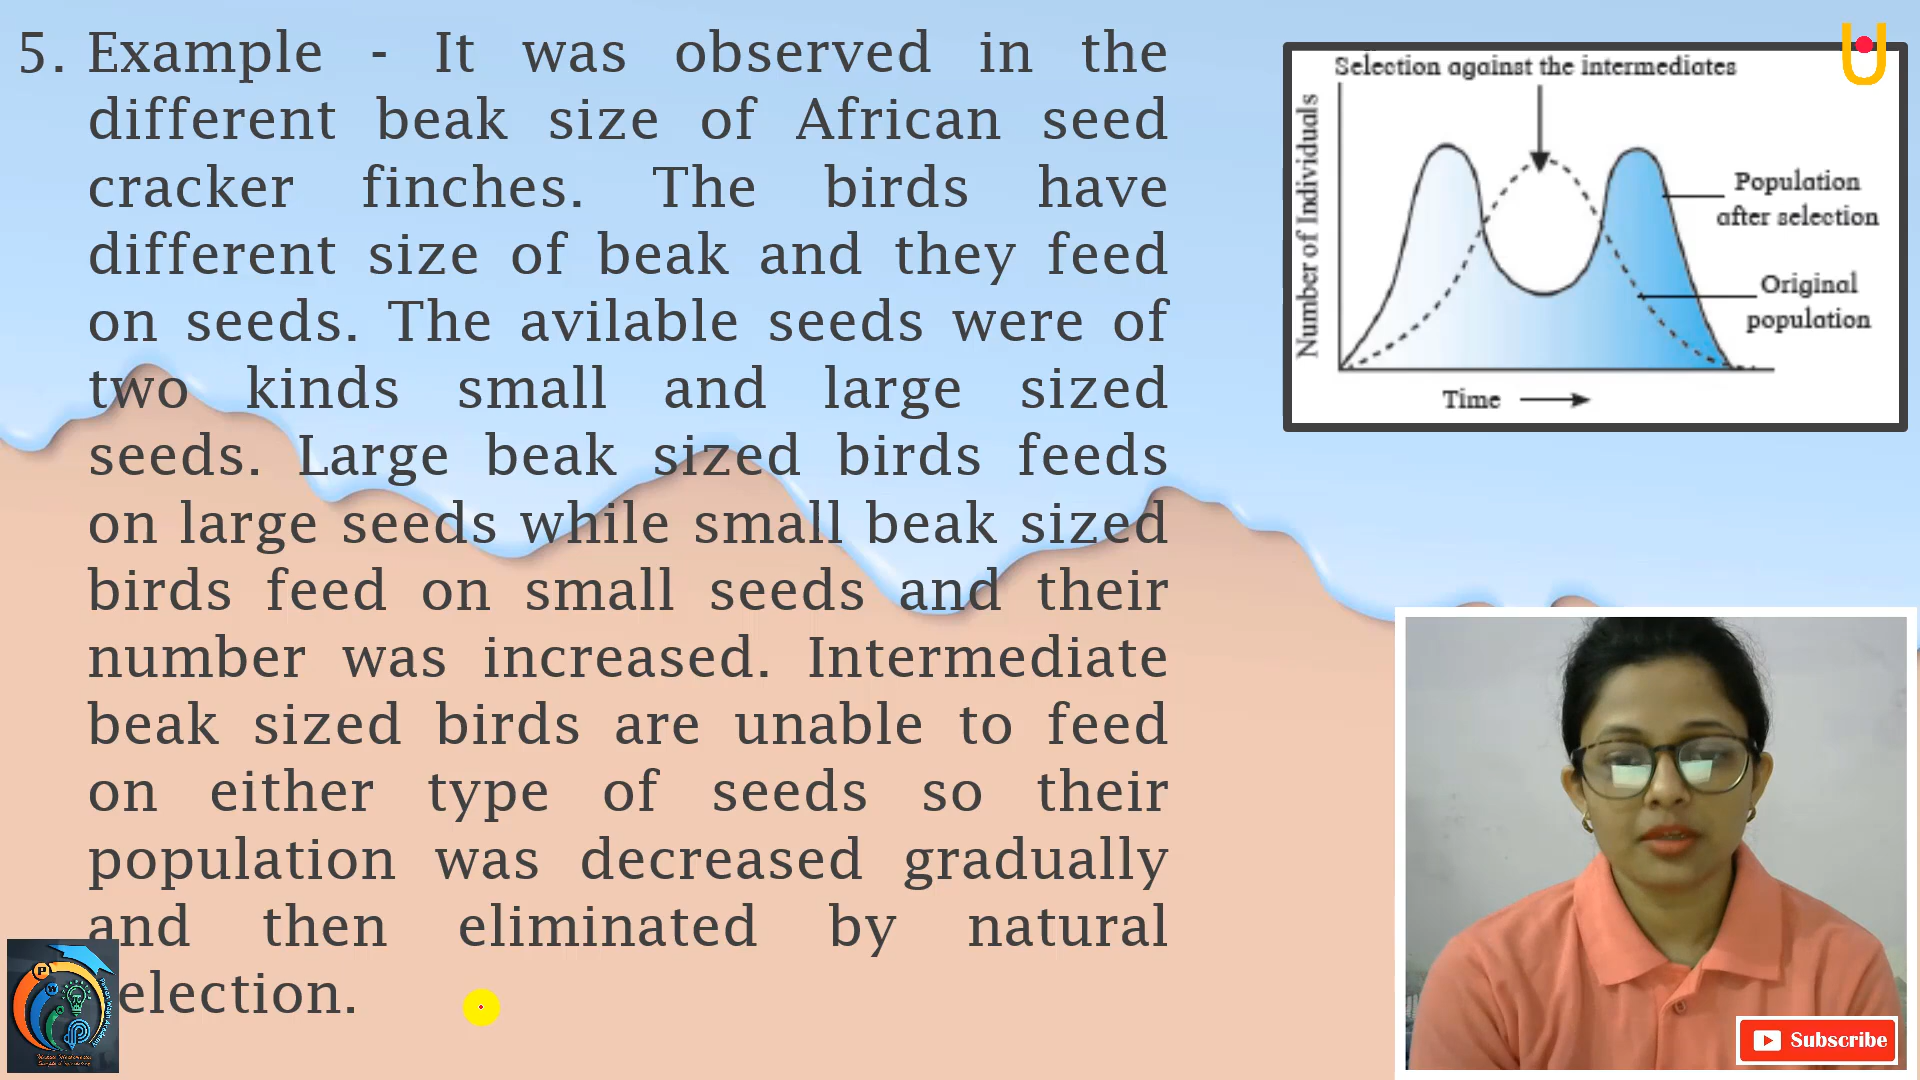 5. Example - It was observed in the
different beak size of African seed
cracker finches. The birds have
different size of beak and they feed
on seeds. The avilable seeds were of
two kinds small and large sized
seeds. Large beak sized birds feeds
on large seeds while small beak sized
birds feed on small seeds and their
number was increased. Intermediate
beak sized birds are unable to feed
on either type of seeds so their
population was decreased gradually
and then eliminated by natural
election.
Selection against the intermediates
Number of Individuals
Population
after selection
Original
population
Time
Subscribe